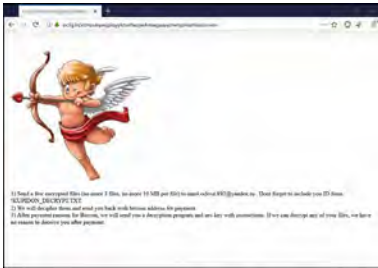 1) Send a few encrypted files (no more 3 files, no more 10 MB per file) to email Don't forget to include you ID from
"KUPIDON_DECRYPT.TXT
2) We will decipher them and send you back with bitcoin address for payment.
3) After payment ransom for Bitcoin, we will send you a decryption program and key with instructions. If we can decrypt any of your files, we have
no reason to deceive you after payment.